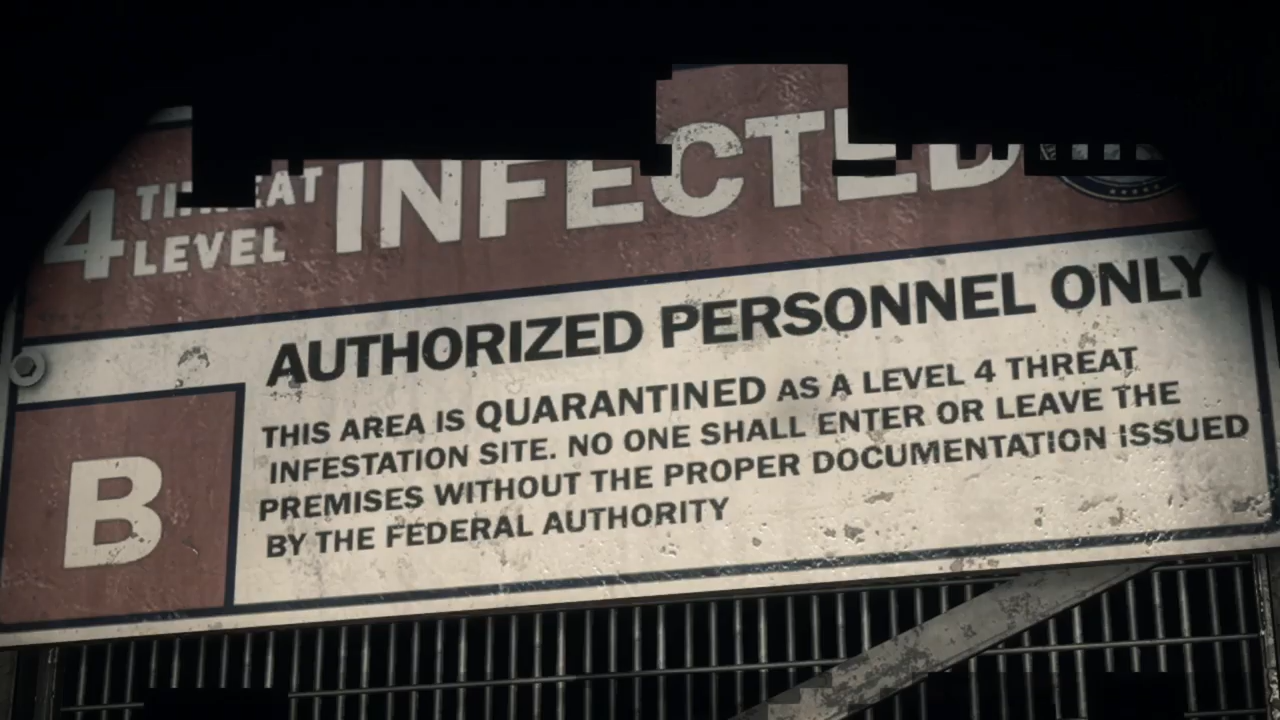 4 THREAT LEVEL INFECTED
AUTHORIZED PERSONNEL ONLY
B
THIS AREA IS QUARANTINED AS A LEVEL 4 THREAT
INFESTATION SITE. NO ONE SHALL ENTER OR LEAVE THE
PREMISES WITHOUT THE PROPER DOCUMENTATION ISSUED
BY THE FEDERAL AUTHORITY